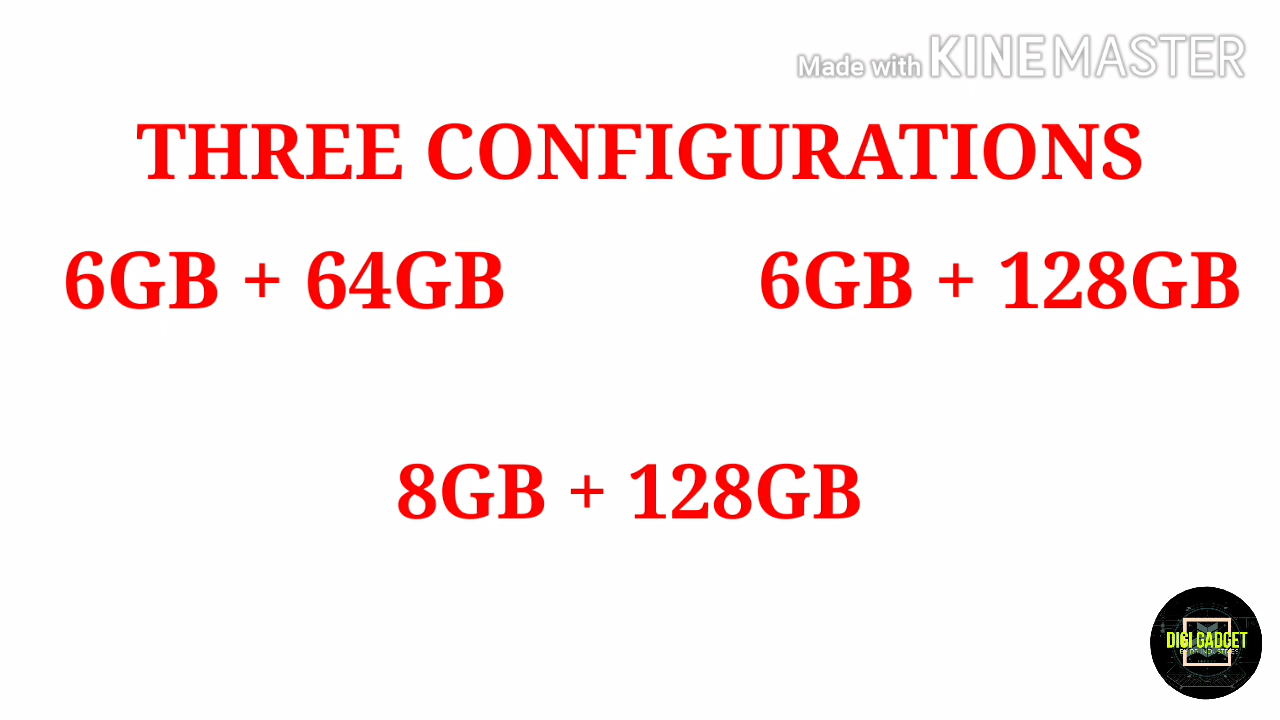 Made with KINEMASTER
THREE CONFIGURATIONS
6GB + 64GB
6GB + 128GB
8GB + 128GB
DIGI GADGET